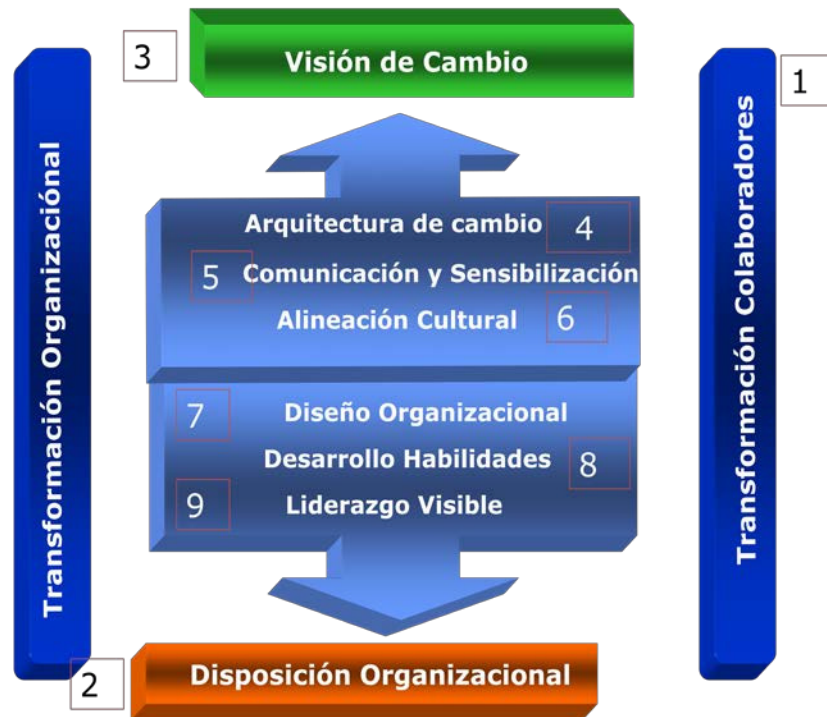 3
Visión de Cambio
1
Transformación Organizaciónal
Transformación Colaboradores
Arquitectura de cambio 4
5 Comunicación y Sensibilización
Alineación Cultural 6
7 Diseño Organizacional
Desarrollo Habilidades 8
9 Liderazgo Visible
2 Disposición Organizacional